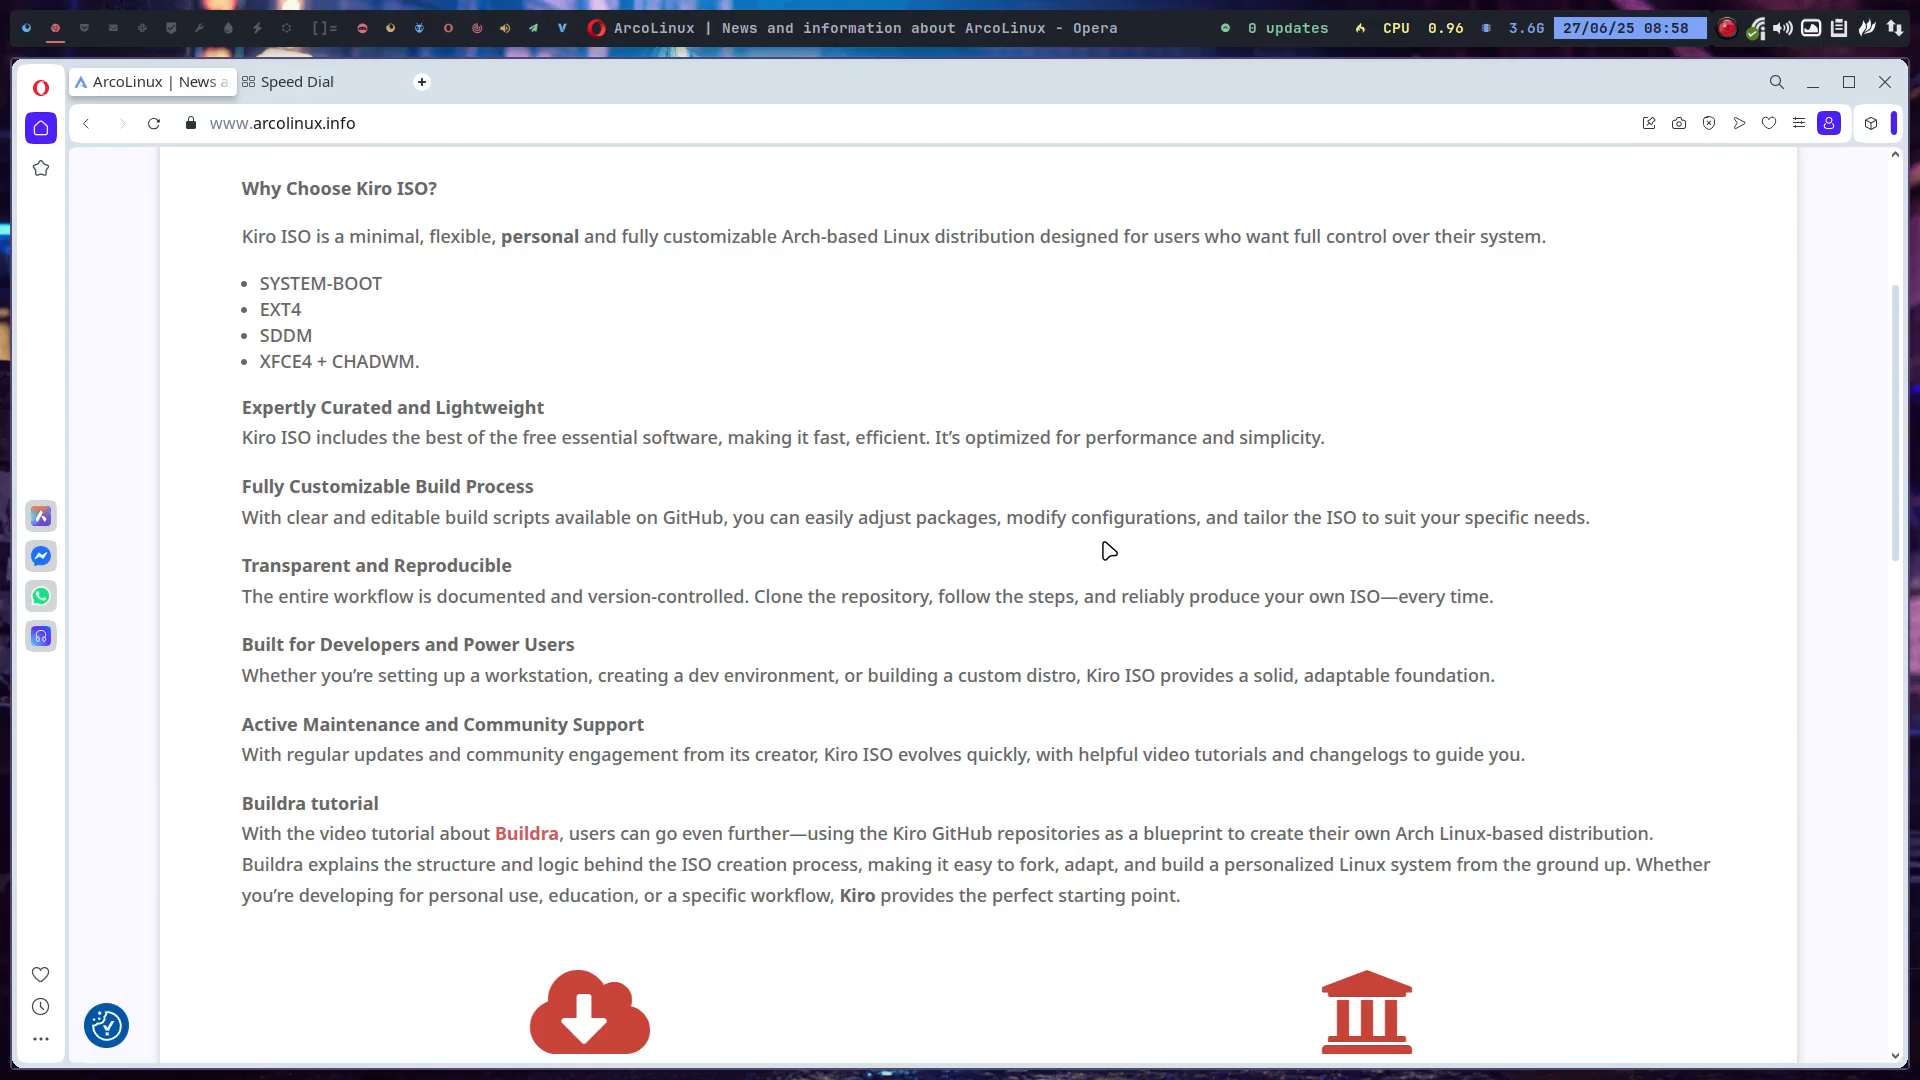 []=
ArcoLinux | News and information about ArcoLinux - Opera
0 updates
CPU 0.96
3.6G
27/06/25 08:58
ArcoLinux | News a
Speed Dial
www.arcolinux.info
Why Choose Kiro ISO?
Kiro ISO is a minimal, flexible, personal and fully customizable Arch-based Linux distribution designed for users who want full control over their system.
• SYSTEM-BOOT
• EXT4
• SDDM
• XFCE4 + CHADWM.
Expertly Curated and Lightweight
Kiro ISO includes the best of the free essential software, making it fast, efficient. It’s optimized for performance and simplicity.
Fully Customizable Build Process
With clear and editable build scripts available on GitHub, you can easily adjust packages, modify configurations, and tailor the ISO to suit your specific needs.
Transparent and Reproducible
The entire workflow is documented and version-controlled. Clone the repository, follow the steps, and reliably produce your own ISO—every time.
Built for Developers and Power Users
Whether you’re setting up a workstation, creating a dev environment, or building a custom distro, Kiro ISO provides a solid, adaptable foundation.
Active Maintenance and Community Support
With regular updates and community engagement from its creator, Kiro ISO evolves quickly, with helpful video tutorials and changelogs to guide you.
Buildra tutorial
With the video tutorial about Buildra, users can go even further—using the Kiro GitHub repositories as a blueprint to create their own Arch Linux-based distribution.
Buildra explains the structure and logic behind the ISO creation process, making it easy to fork, adapt, and build a personalized Linux system from the ground up. Whether
you’re developing for personal use, education, or a specific workflow, Kiro provides the perfect starting point.